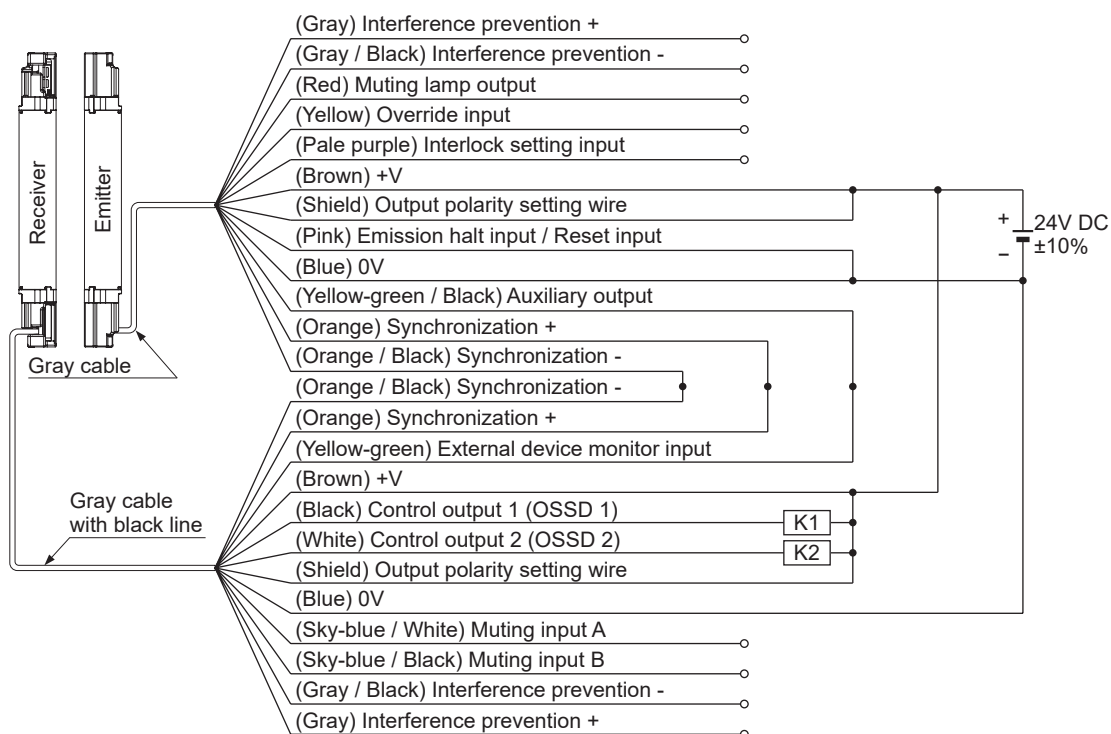 (Gray) Interference prevention +
(Gray / Black) Interference prevention -
(Red) Muting lamp output
(Yellow) Override input
(Pale purple) Interlock setting input
(Brown) +V
(Shield) Output polarity setting wire
(Pink) Emission halt input / Reset input
(Blue) 0V
(Yellow-green / Black) Auxiliary output
(Orange) Synchronization +
(Orange / Black) Synchronization -
Receiver
Emitter
Gray cable
+
24V DC
±10%
−
(Orange / Black) Synchronization -
(Orange) Synchronization +
(Yellow-green) External device monitor input
(Brown) +V
(Black) Control output 1 (OSSD 1)
K1
(White) Control output 2 (OSSD 2)
K2
(Shield) Output polarity setting wire
(Blue) 0V
(Sky-blue / White) Muting input A
(Sky-blue / Black) Muting input B
(Gray / Black) Interference prevention -
(Gray) Interference prevention +
Gray cable
with black line